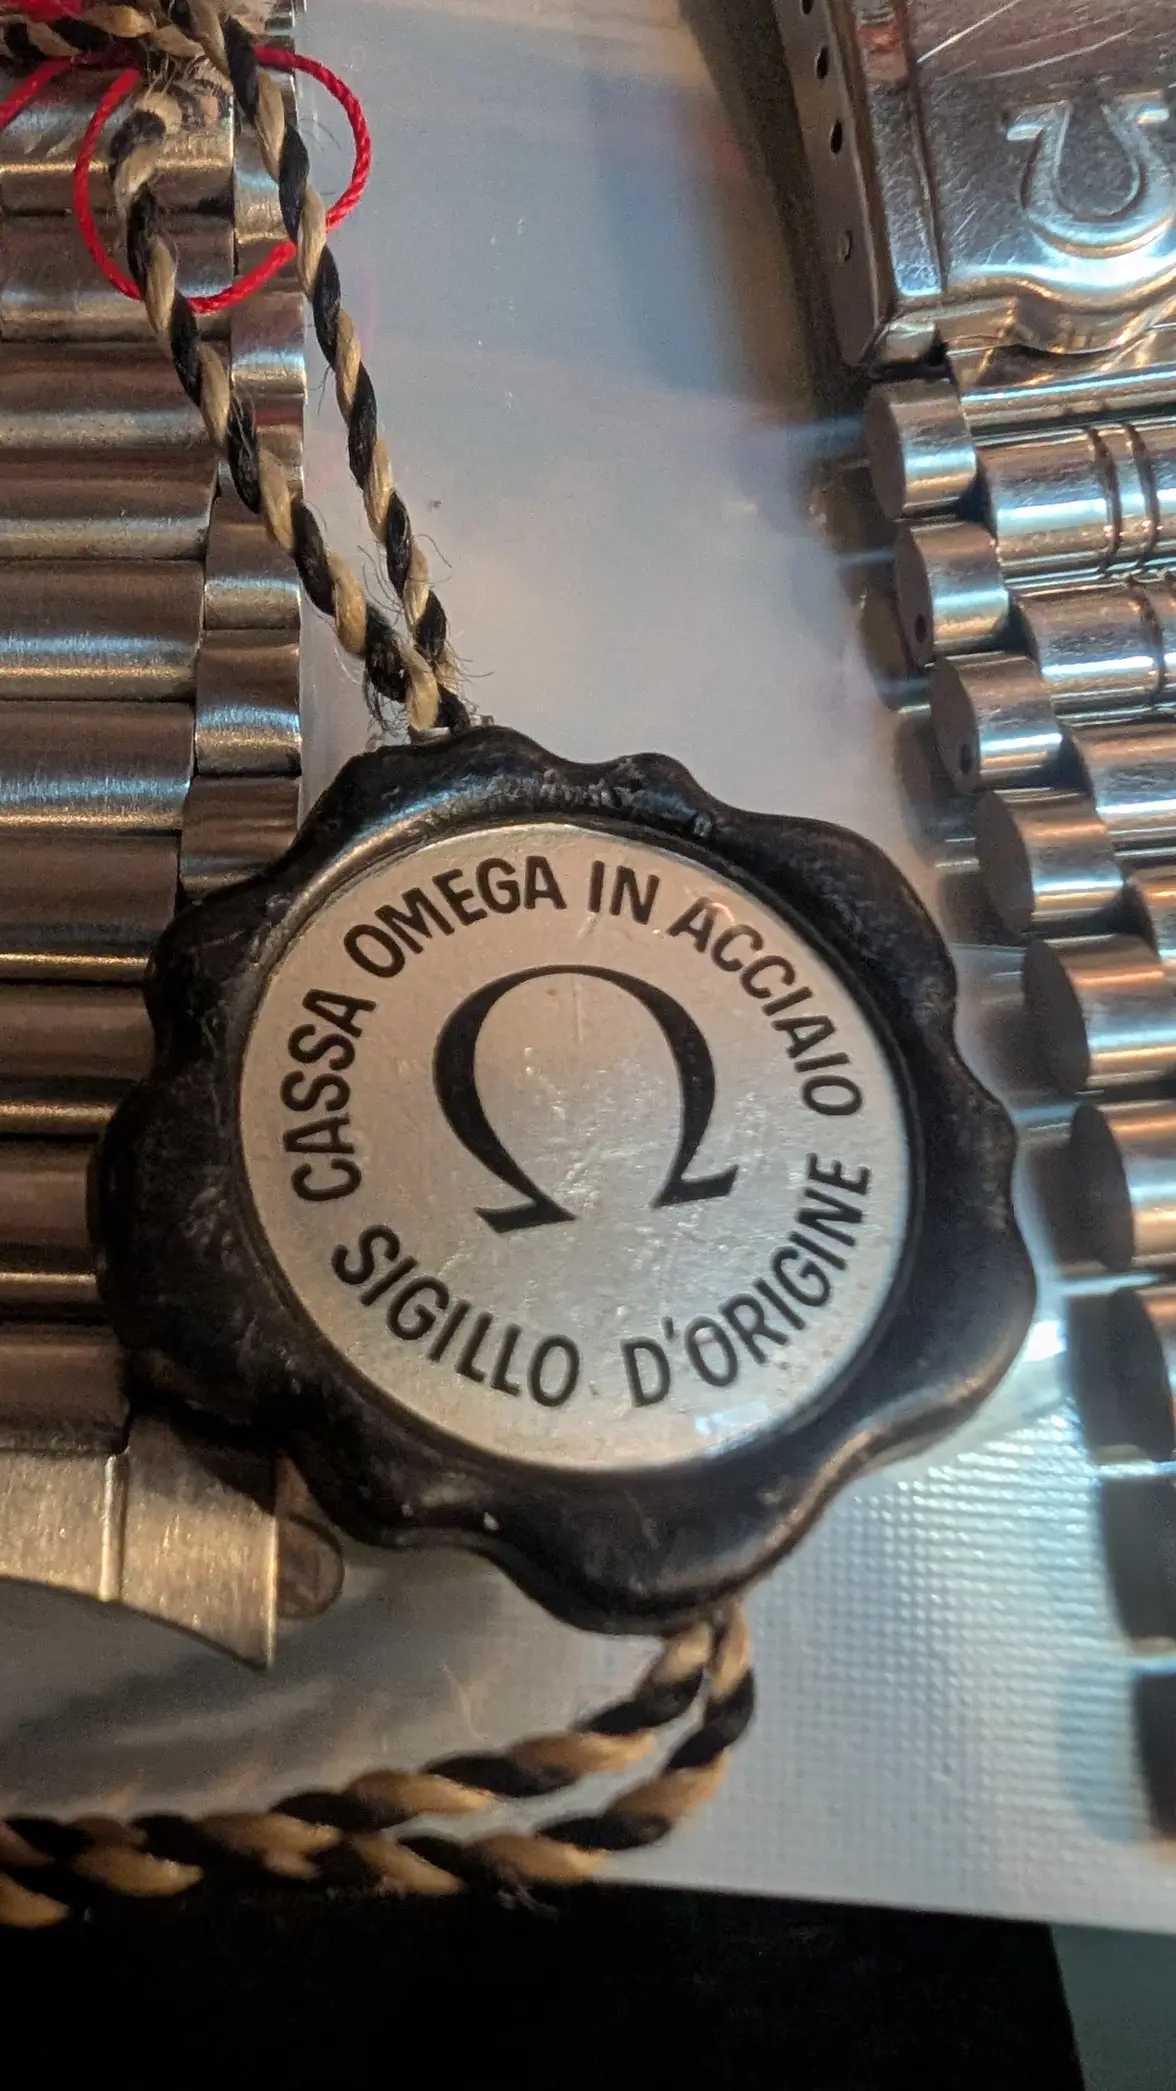 CASSA OMEGA IN ACCIAIO
Ω
SIGILLO D'ORIGINE